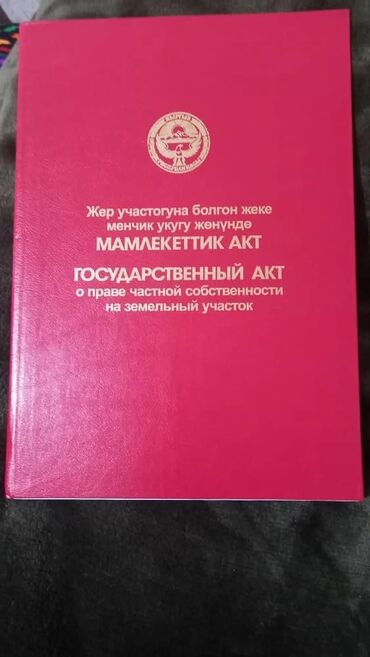 Жер участогуна болгон жеке
менчик укугу жөнүндө
МАМЛЕКЕТТИК АКТ
ГОСУДАРСТВЕННЫЙ АКТ
о праве частной собственности
на земельный участок